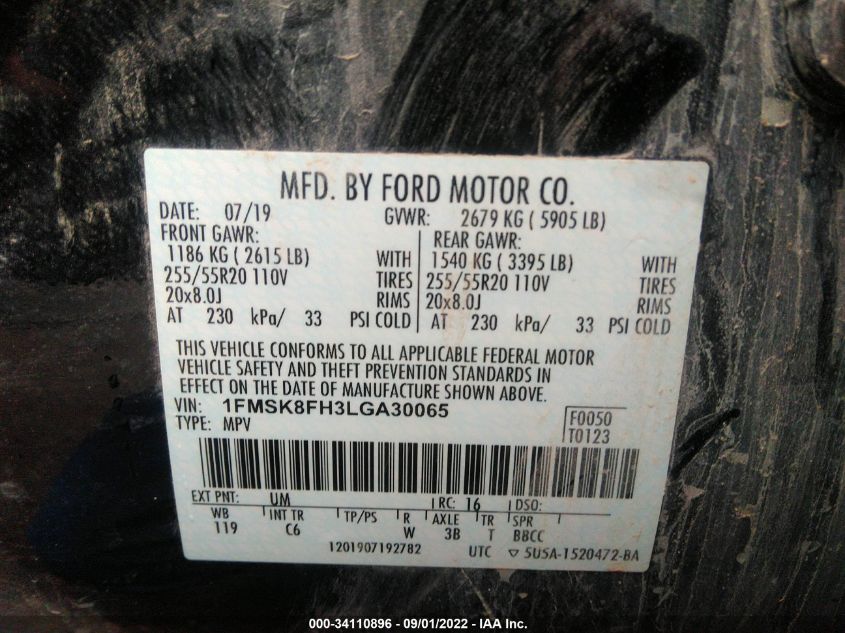 MFD. BY FORD MOTOR CO.
DATE: 07/19 GVWR: 2679 KG ( 5905 LB)
FRONT GAWR: REAR GAWR:
1186 KG ( 2615 LB) WITH 1540 KG ( 3395 LB) WITH
255/55R20 110V TIRES 255/55R20 110V TIRES
20x8.0J RIMS 20x8.0J RIMS
AT 230 kPa/ 33 PSI COLD AT 230 kPa/ 33 PSI COLD
THIS VEHICLE CONFORMS TO ALL APPLICABLE FEDERAL MOTOR
VEHICLE SAFETY AND THEFT PREVENTION STANDARDS IN
EFFECT ON THE DATE OF MANUFACTURE SHOWN ABOVE.
VIN: 1FMSK8FH3LGA30065 F0050
TYPE: MPV T0123
EXT PNT: UM RC: 16 DSO:
WB INT TR TP/PS R AXLE TR SPR
119 C6 W 3B T BBCC
1201907192782 UTC ▽ 5USA-1520472-BA
000-34110896 - 09/01/2022 - IAA Inc.